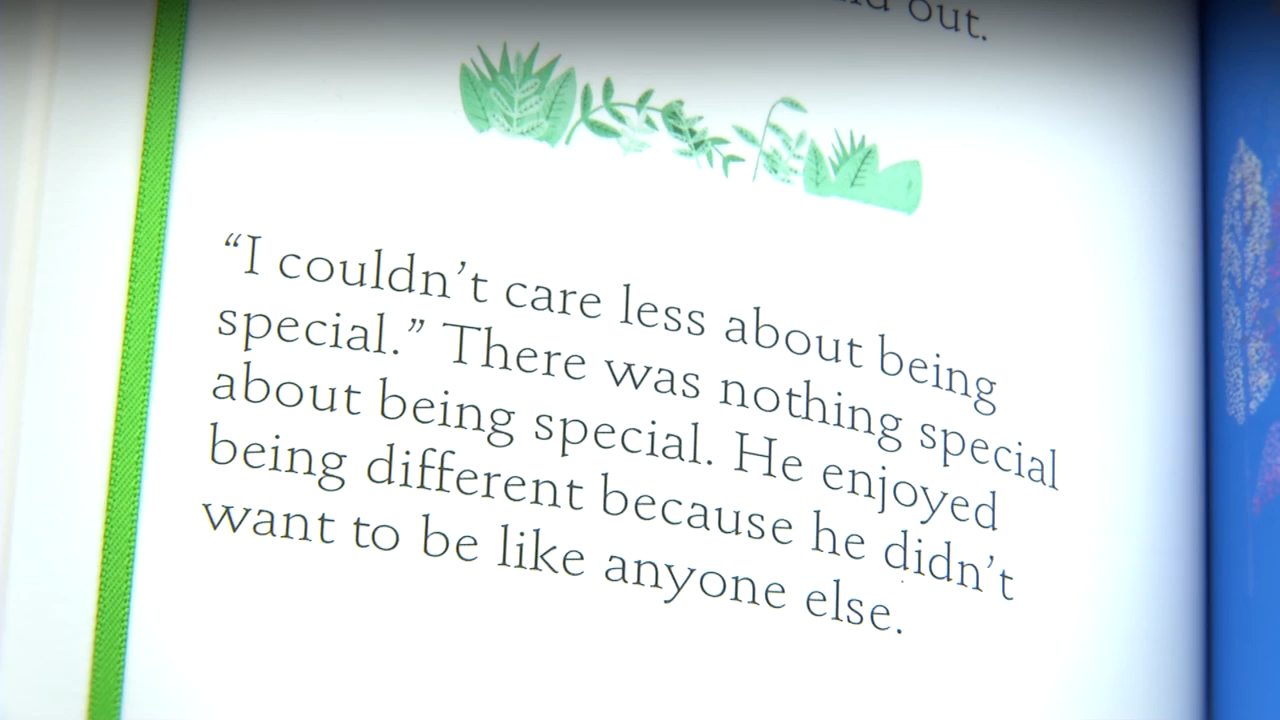 out.
“I couldn’t care less about being
special.” There was nothing special
about being special. He enjoyed
being different because he didn’t
want to be like anyone else.